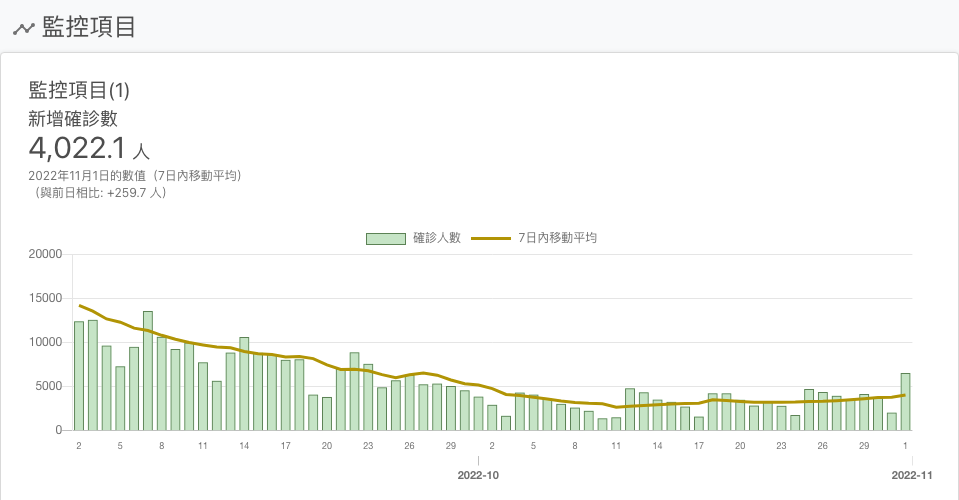 監控項目
監控項目(1)
新增確診數
4,022.1 人
2022年11月1日的數值（7日內移動平均）
（與前日相比: +259.7 人）
確診人數 7日內移動平均
20000
15000
10000
5000
0
2 5 8 11 14 17 20 23 26 29 2 5 8 11 14 17 20 23 26 29 1
2022-10 2022-11